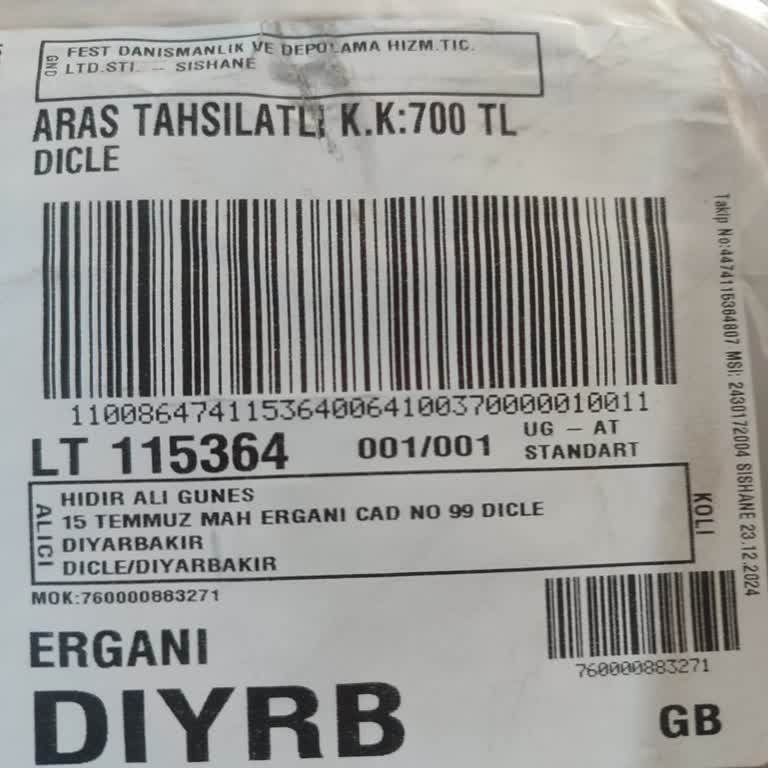 GND
FEST DANISMANLIK VE DEPOLAMA HIZM.TIC.
LTD.STI. - SISHANE
ARAS TAHSILATLI K.K:700 TL
DICLE
Takip No:4474115364807 MSI: 2430172004 SISHANE 23.12.2024
11008647411536400641003700000010011
LT 115364 001/001 UG - AT
STANDART
ALICI
HIDIR ALI GUNES
15 TEMMUZ MAH ERGANI CAD NO 99 DICLE
DIYARBAKIR
DICLE/DIYARBAKIR
KOLI
MOK:760000883271
760000883271
ERGANI
DIYRB
GB